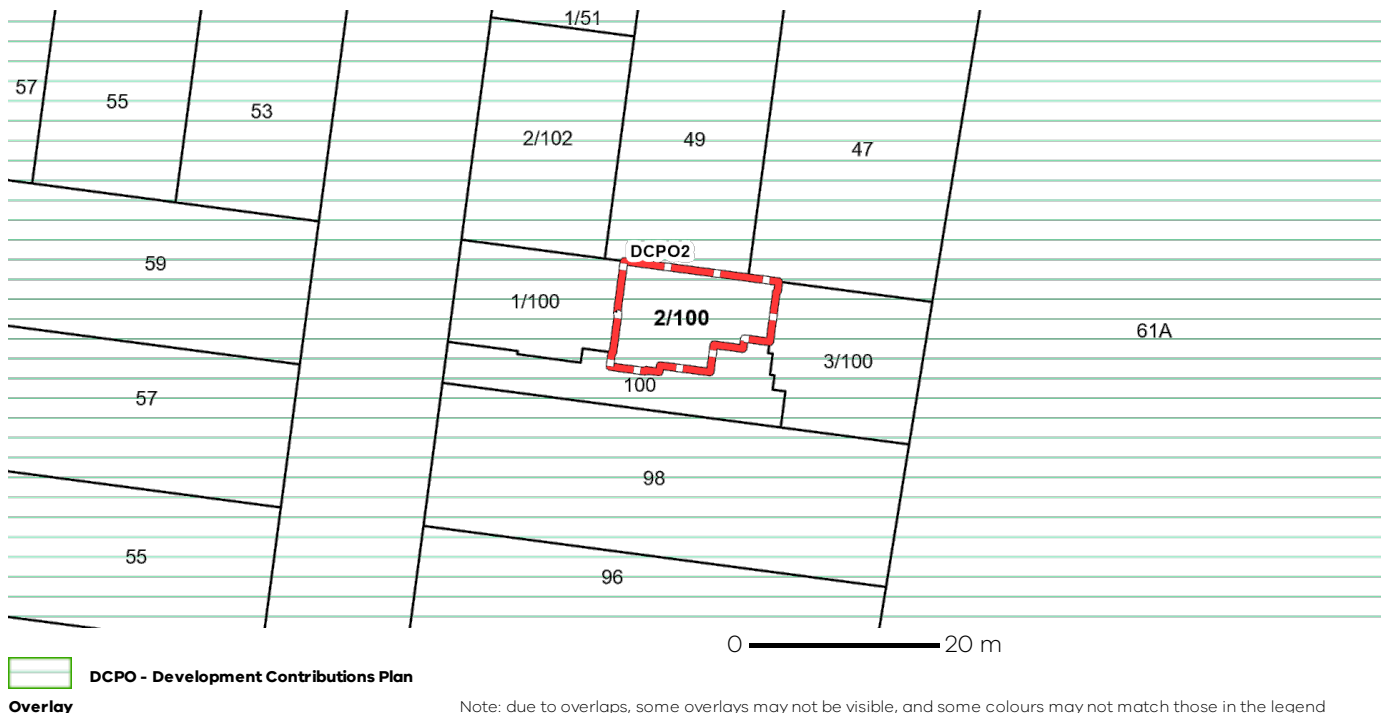 1/51
57
55
53
2/102
49
47
DCPO2
59
1/100
2/100
61A
3/100
100
57
98
55
96
0 20 m
DCPO - Development Contributions Plan
Overlay
Note: due to overlaps, some overlays may not be visible, and some colours may not match those in the legend